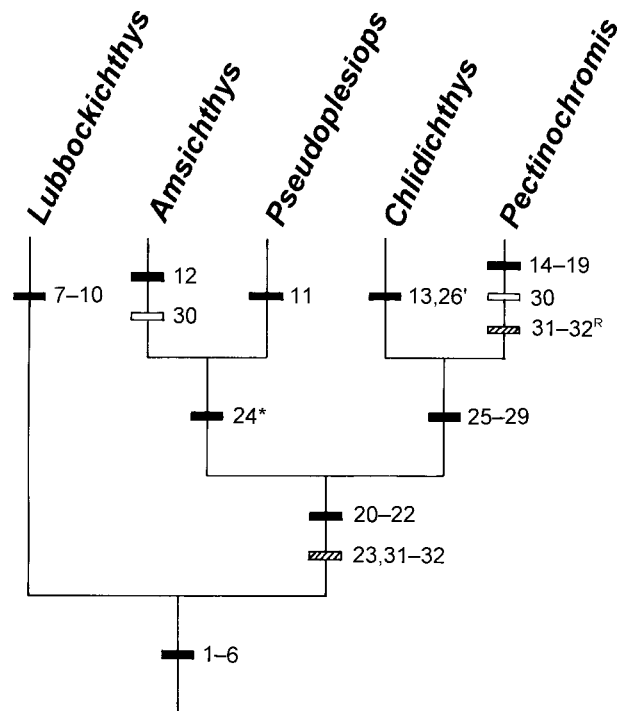 Lubbockichthys
Amsichthys
Pseudoplesiops
Chlidichthys
Pectinochromis
7–10
12
30
11
13,26'
14–19
30
31–32ᴿ
24*
25–29
20–22
23,31–32
1–6